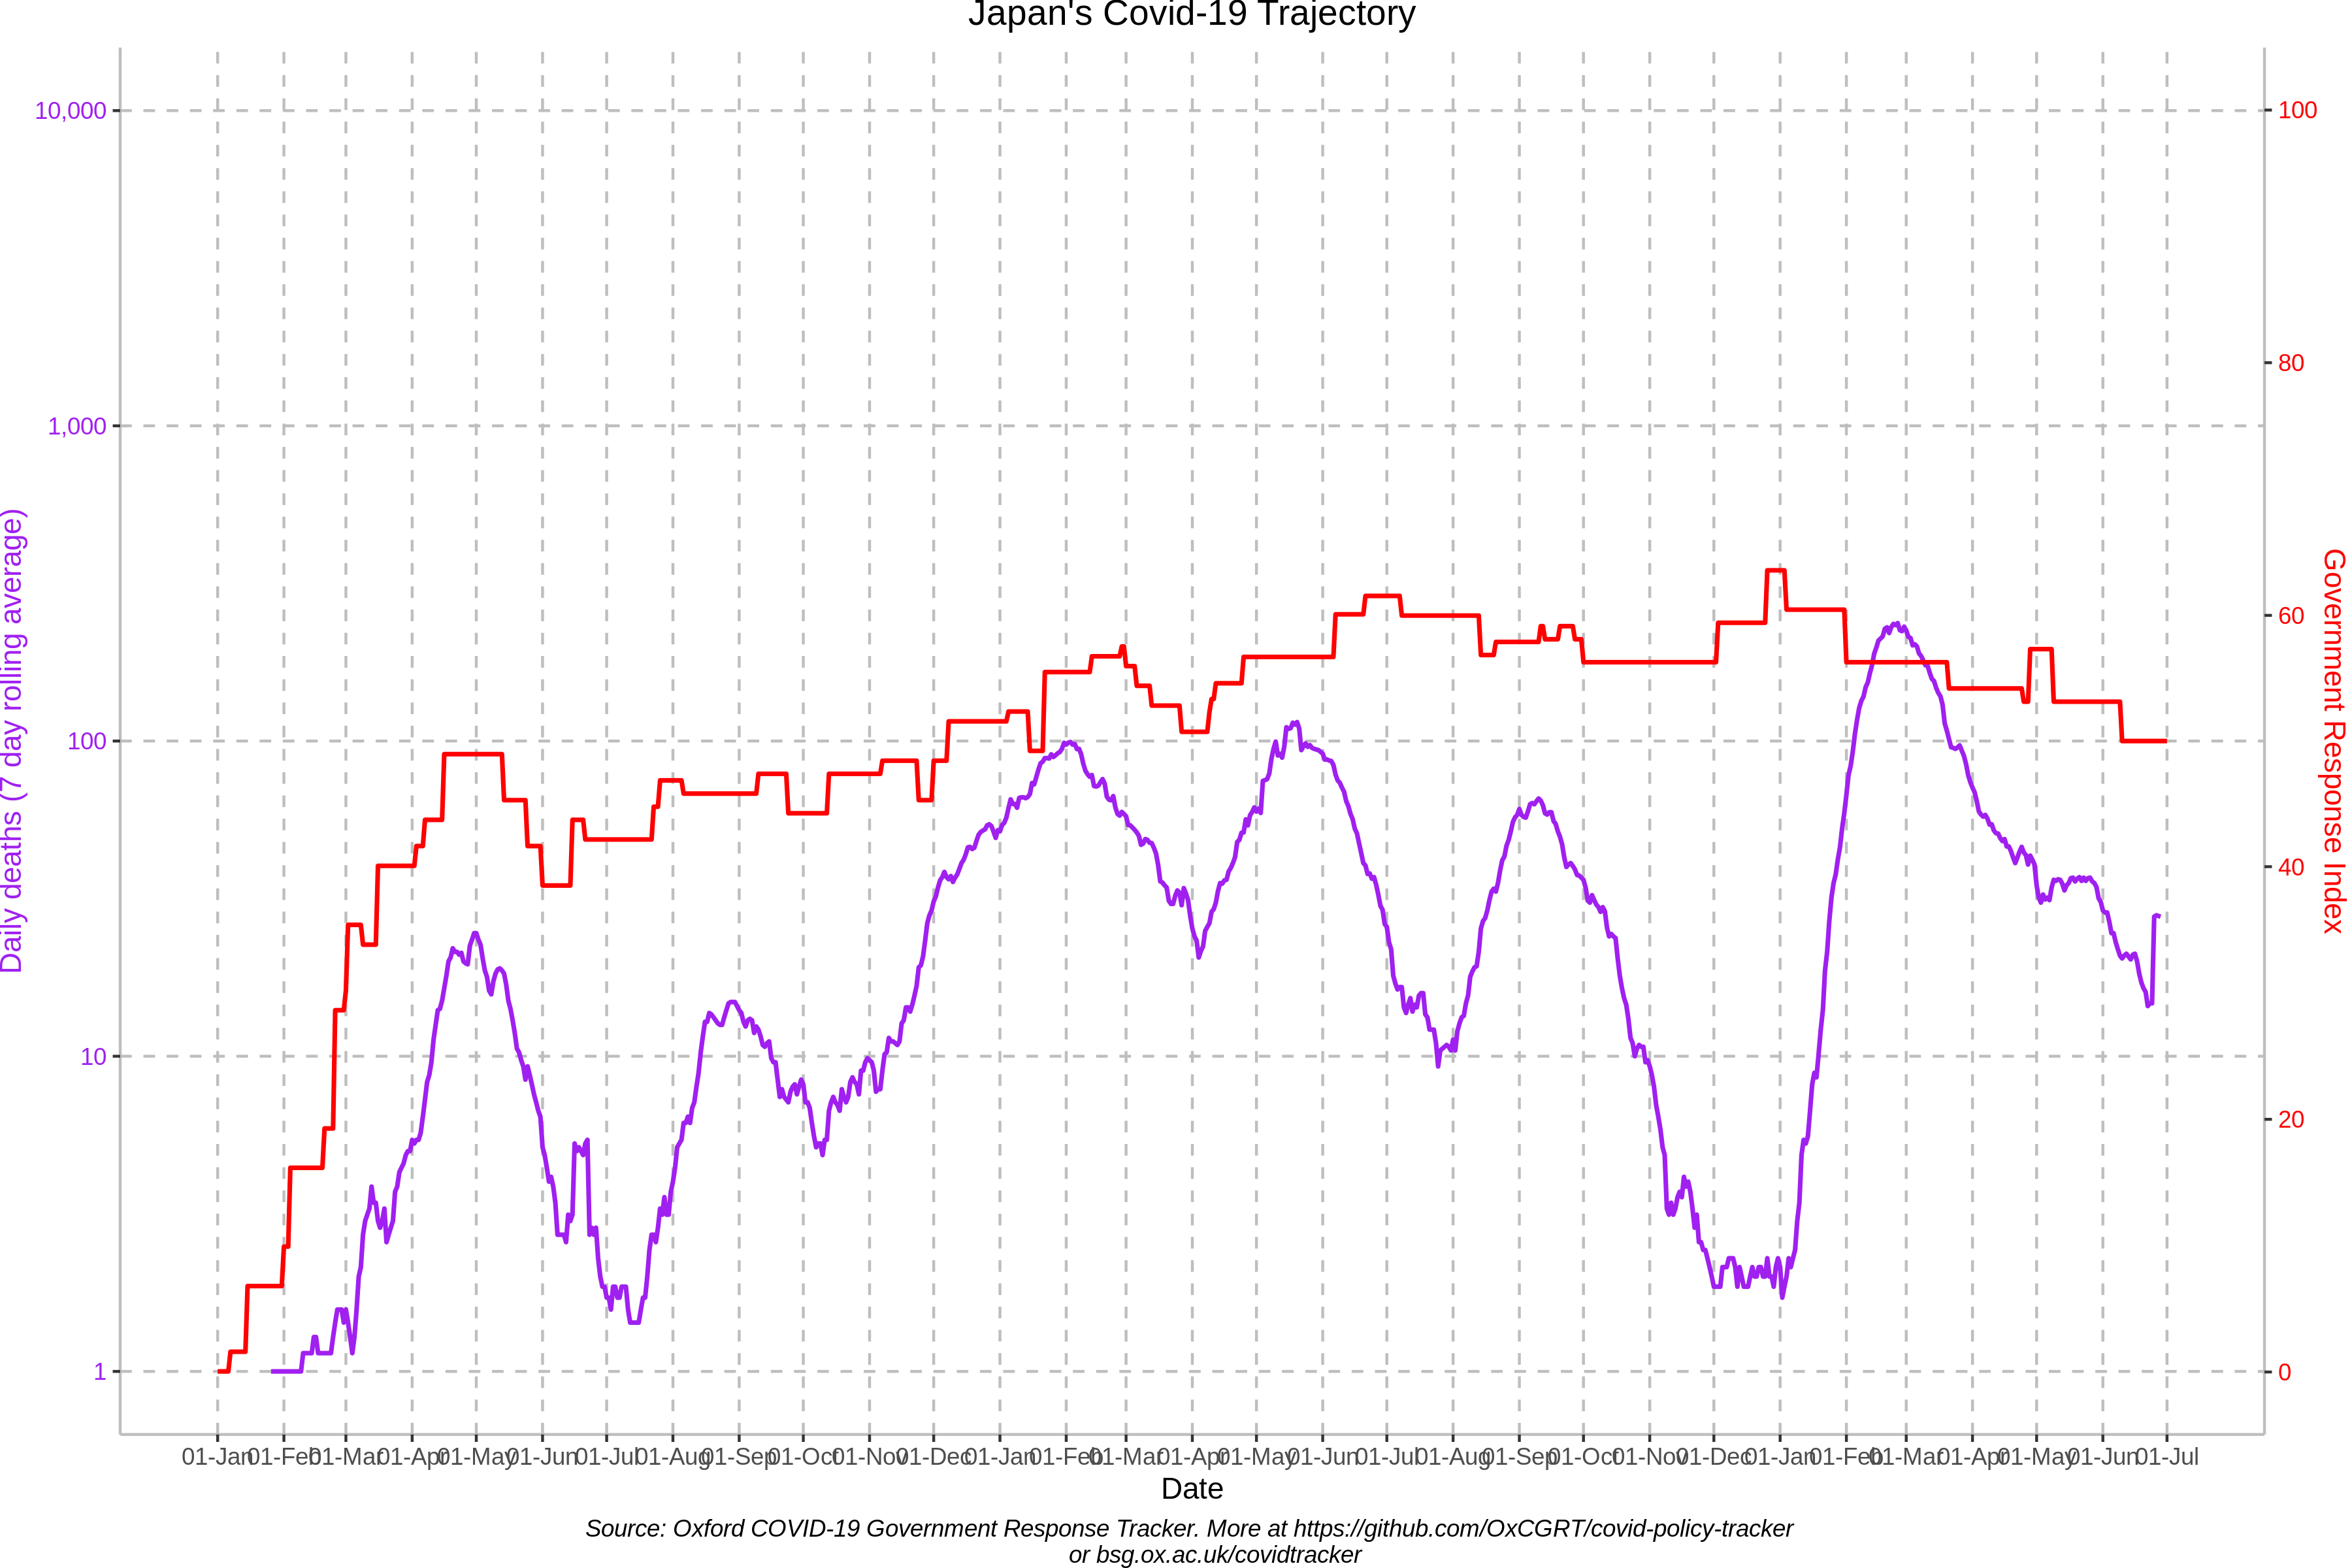 Japan's Covid-19 Trajectory
10,000
1,000
100
10
1
Daily deaths (7 day rolling average)
100
80
60
40
20
0
Government Response Index
01-Jan 01-Feb 01-Mar 01-Apr 01-May 01-Jun 01-Jul 01-Aug 01-Sep 01-Oct 01-Nov 01-Dec 01-Jan 01-Feb 01-Mar 01-Apr 01-May 01-Jun 01-Jul 01-Aug 01-Sep 01-Oct 01-Nov 01-Dec 01-Jan 01-Feb 01-Mar 01-Apr 01-May 01-Jun 01-Jul
Date
Source: Oxford COVID-19 Government Response Tracker. More at https://github.com/OxCGRT/covid-policy-tracker
or bsg.ox.ac.uk/covidtracker